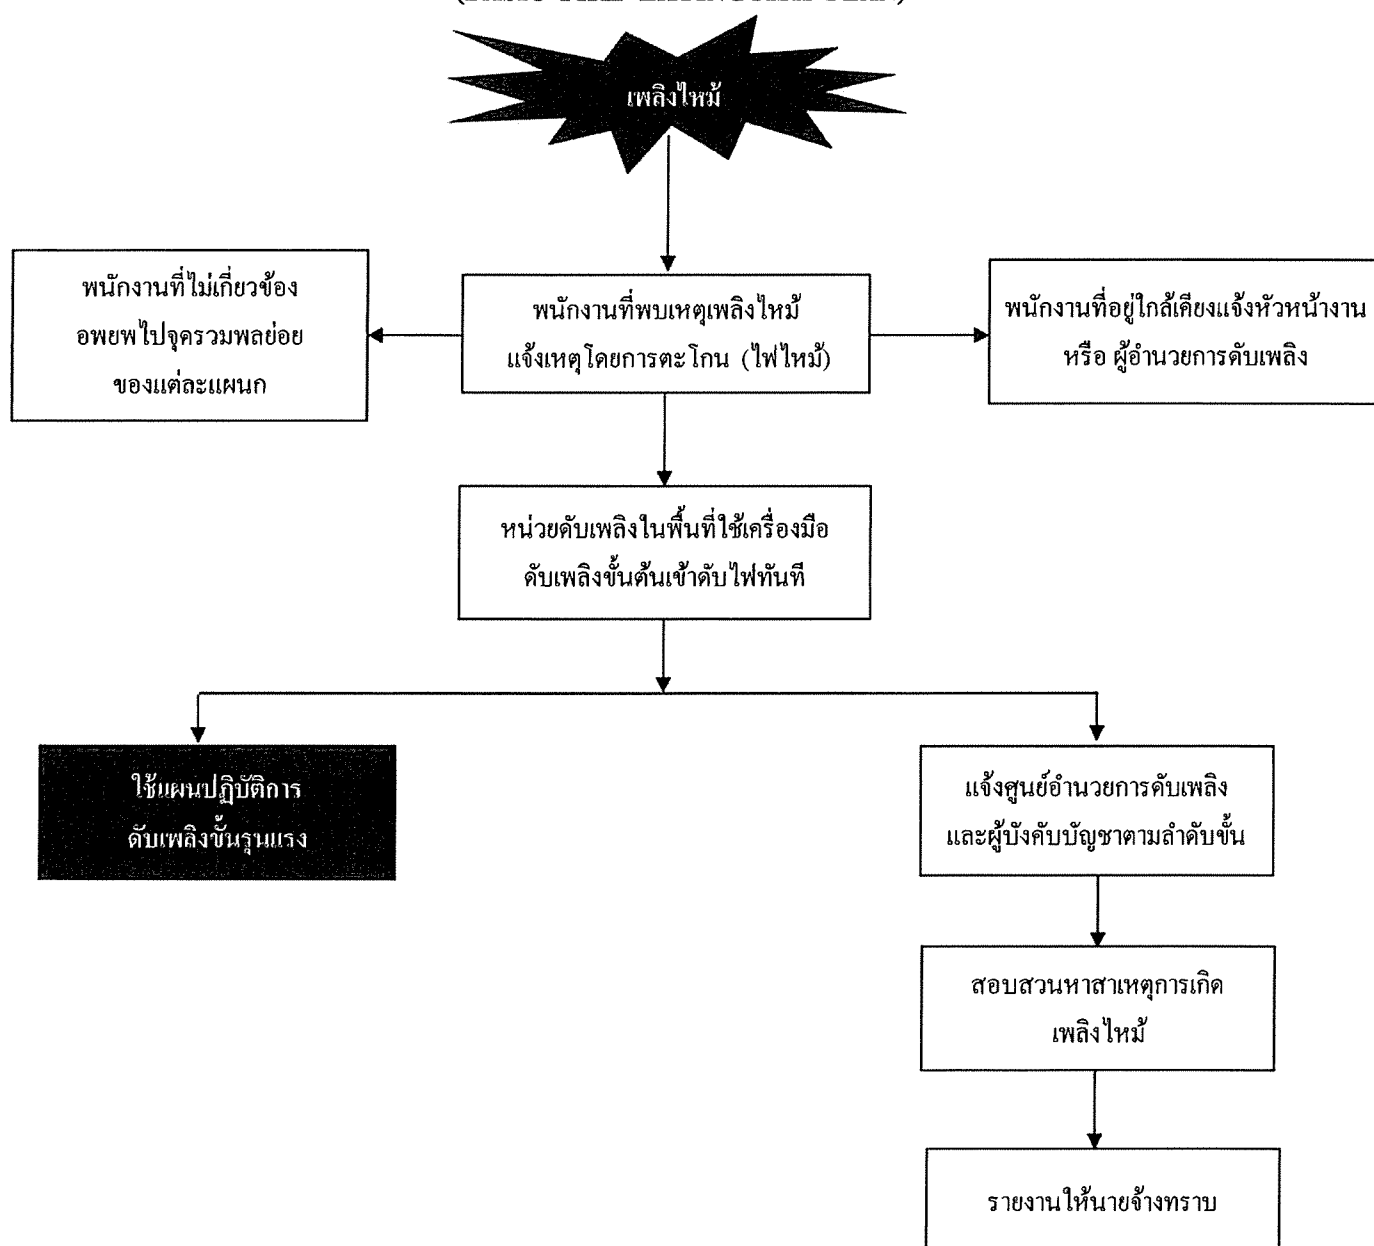 เพลิงไหม้
พนักงานที่ไม่เกี่ยวข้อง
อพยพไปจุดรวมพลย่อย
ของแต่ละแผนก
พนักงานที่พบเหตุเพลิงไหม้
แจ้งเหตุโดยการตะโกน (ไฟไหม้)
พนักงานที่อยู่ใกล้เคียงแจ้งหัวหน้างาน
หรือ ผู้อำนวยการดับเพลิง
หน่วยดับเพลิงในพื้นที่ใช้เครื่องมือ
ดับเพลิงขั้นต้นเข้าดับไฟทันที
ใช้แผนปฏิบัติการ
ดับเพลิงขั้นรุนแรง
แจ้งศูนย์อำนวยการดับเพลิง
และผู้บังคับบัญชาตามลำดับขั้น
สอบสวนหาสาเหตุการเกิด
เพลิงไหม้
รายงานให้นายจ้างทราบ